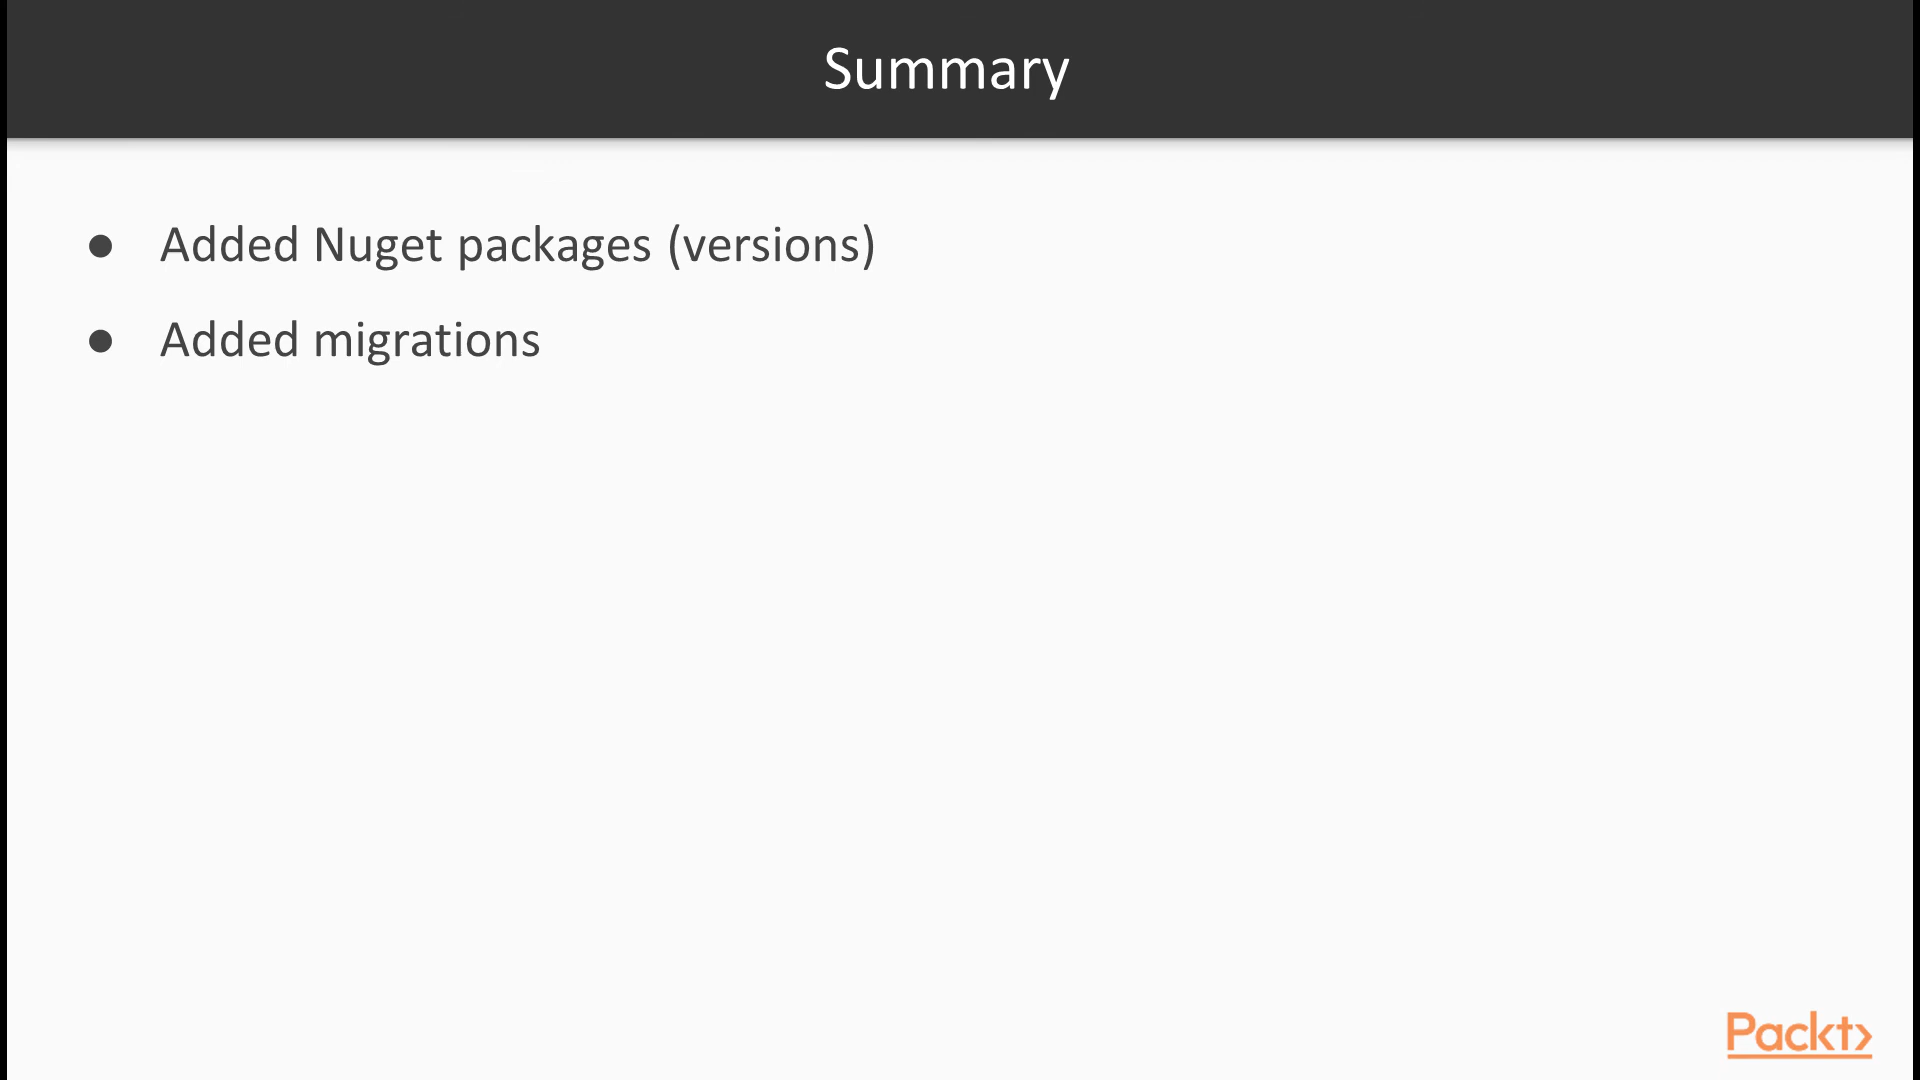 Summary
● Added Nuget packages (versions)
● Added migrations
Packt>